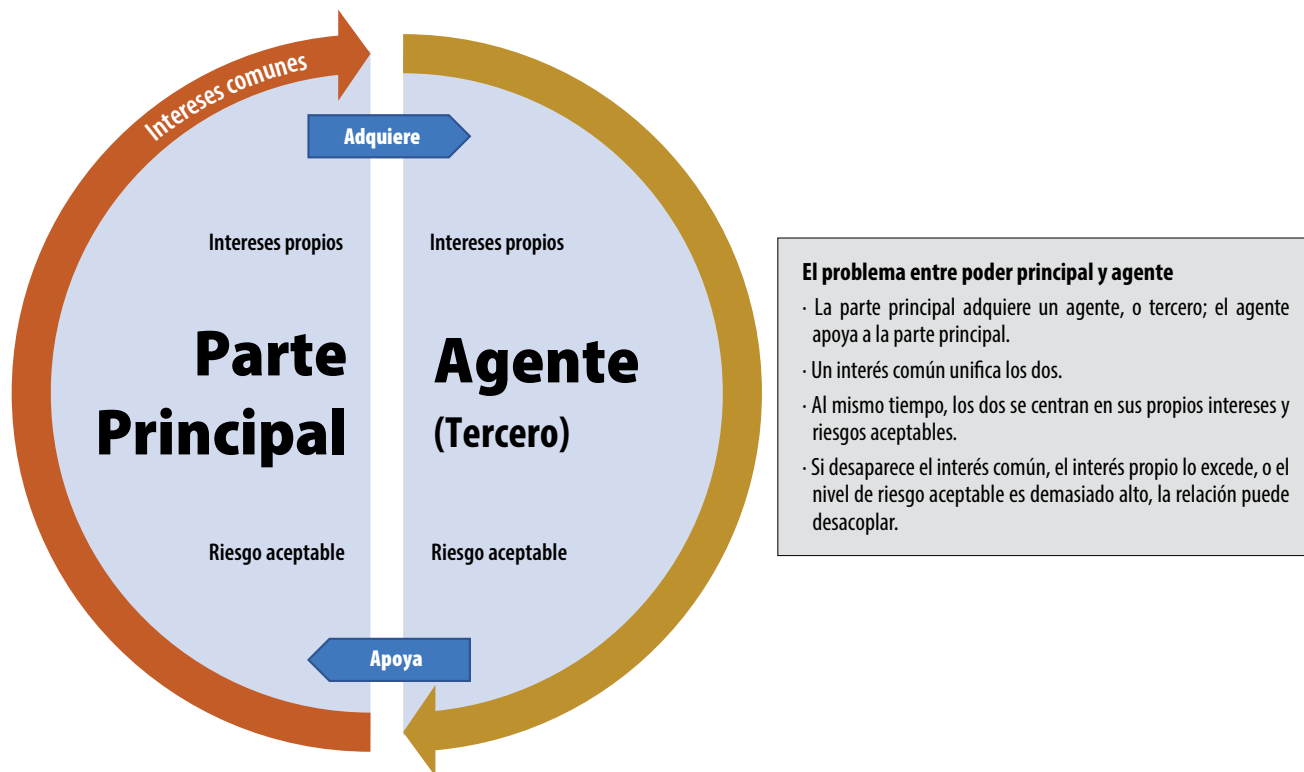 Intereses comunes
Adquiere
Intereses propios
Intereses propios
Parte
Principal
Agente
(Tercero)
Riesgo aceptable
Riesgo aceptable
Apoya
El problema entre poder principal y agente
· La parte principal adquiere un agente, o tercero; el agente
apoya a la parte principal.
· Un interés común unifica los dos.
· Al mismo tiempo, los dos se centran en sus propios intereses y
riesgos aceptables.
· Si desaparece el interés común, el interés propio lo excede, o el
nivel de riesgo aceptable es demasiado alto, la relación puede
desacoplar.